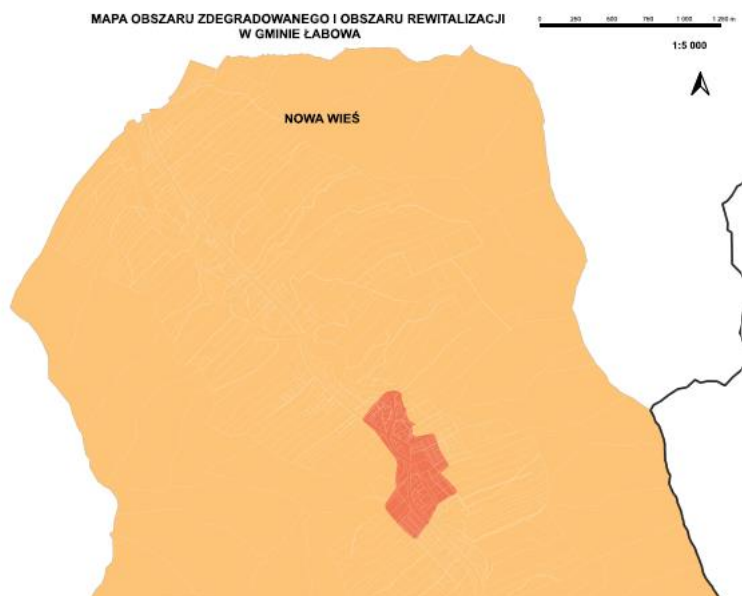 MAPA OBSZARU ZDEGRADOWANEGO I OBSZARU REWITALIZACJI
W GMINIE ŁABOWA
0 250 500 750 1 000 1 250 m
1:5 000
NOWA WIEŚ